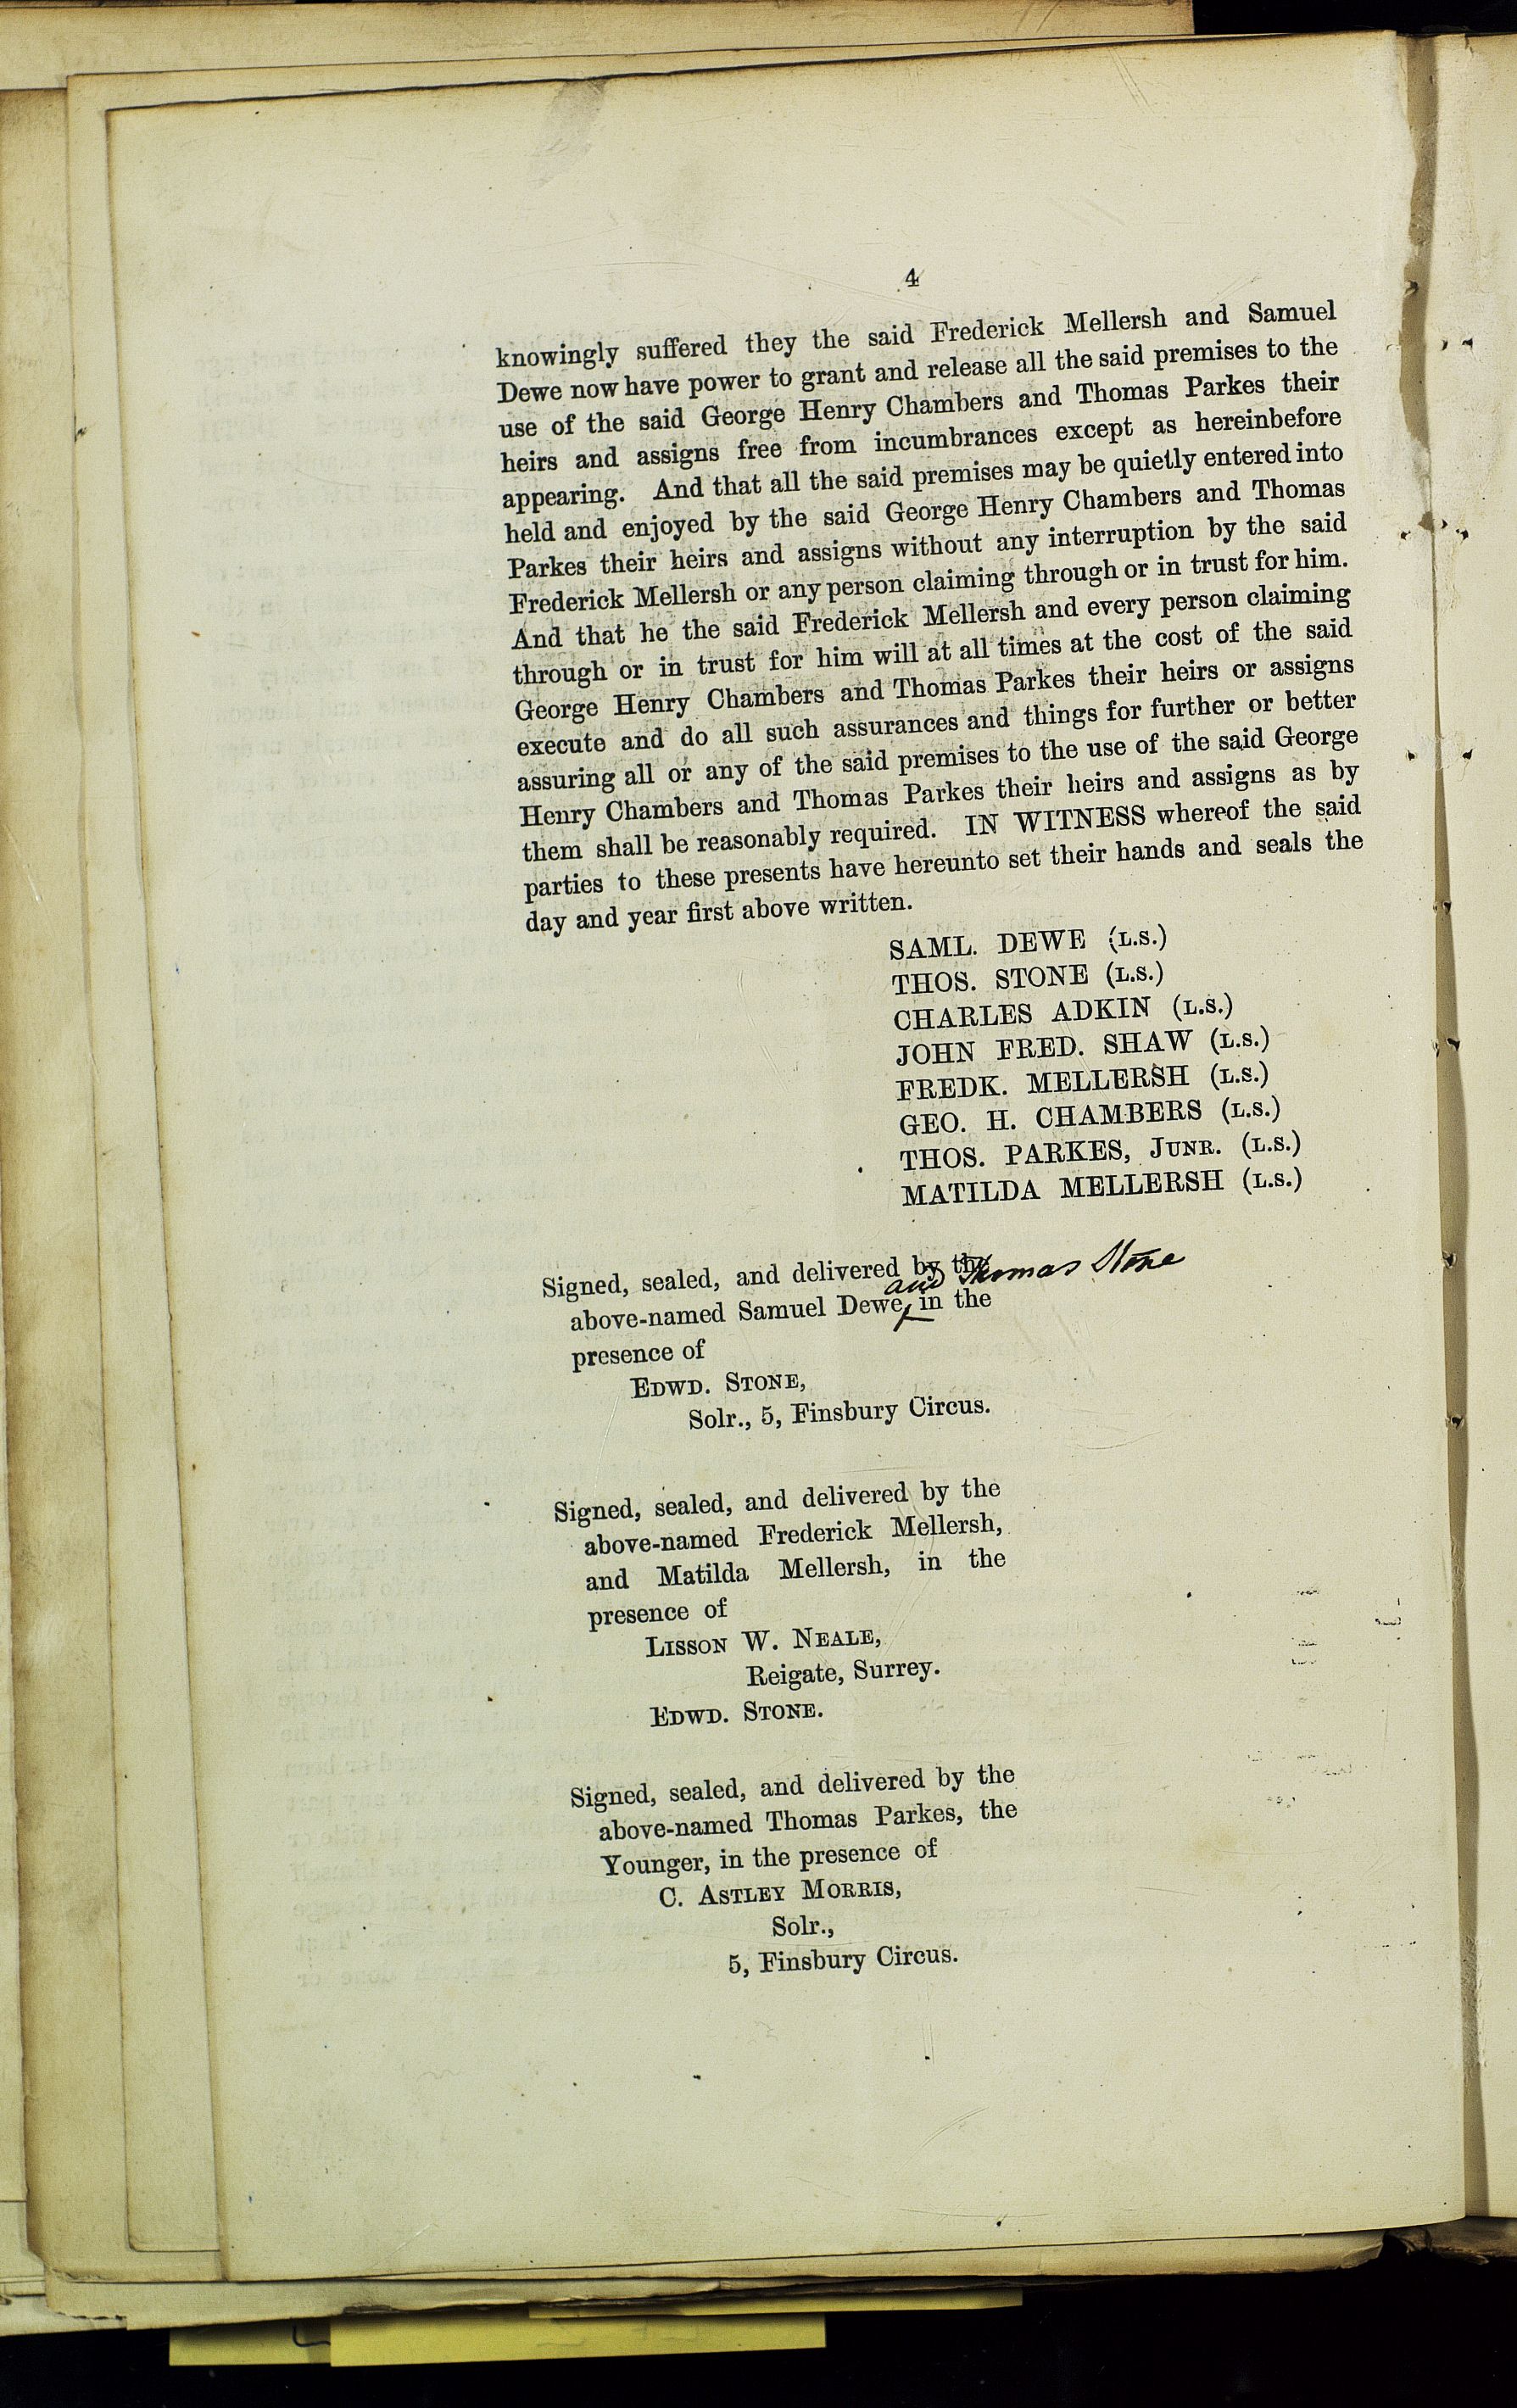 4
knowingly suffered they the said Frederick Mellersh and Samuel
Dewe now have power to grant and release all the said premises to the
use of the said George Henry Chambers and Thomas Parkes their
heirs and assigns free from incumbrances except as hereinbefore
appearing. And that all the said premises may be quietly entered into
held and enjoyed by the said George Henry Chambers and Thomas
Parkes their heirs and assigns without any interruption by the said
Frederick Mellersh or any person claiming through or in trust for him.
And that he the said Frederick Mellersh and every person claiming
through or in trust for him will at all times at the cost of the said
George Henry Chambers and Thomas Parkes their heirs or assigns
execute and do all such assurances and things for further or better
assuring all or any of the said premises to the use of the said George
Henry Chambers and Thomas Parkes their heirs and assigns as by
them shall be reasonably required. IN WITNESS whereof the said
parties to these presents have hereunto set their hands and seals the
day and year first above written.
SAML. DEWE (L.S.)
THOS. STONE (L.S.)
CHARLES ADKIN (L.S.)
JOHN FRED. SHAW (L.S.)
FREDK. MELLERSH (L.S.)
GEO. H. CHAMBERS (L.S.)
THOS. PARKES, JUNR. (L.S.)
MATILDA MELLERSH (L.S.)
Signed, sealed, and delivered by the
and Thomas Stone
above-named Samuel Dewe, in the
presence of
EDWD. STONE,
Solr., 5, Finsbury Circus.
Signed, sealed, and delivered by the
above-named Frederick Mellersh,
and Matilda Mellersh, in the
presence of
LISSON W. NEALE,
Reigate, Surrey.
EDWD. STONE.
Signed, sealed, and delivered by the
above-named Thomas Parkes, the
Younger, in the presence of
C. ASTLEY MORRIS,
Solr.,
5, Finsbury Circus.